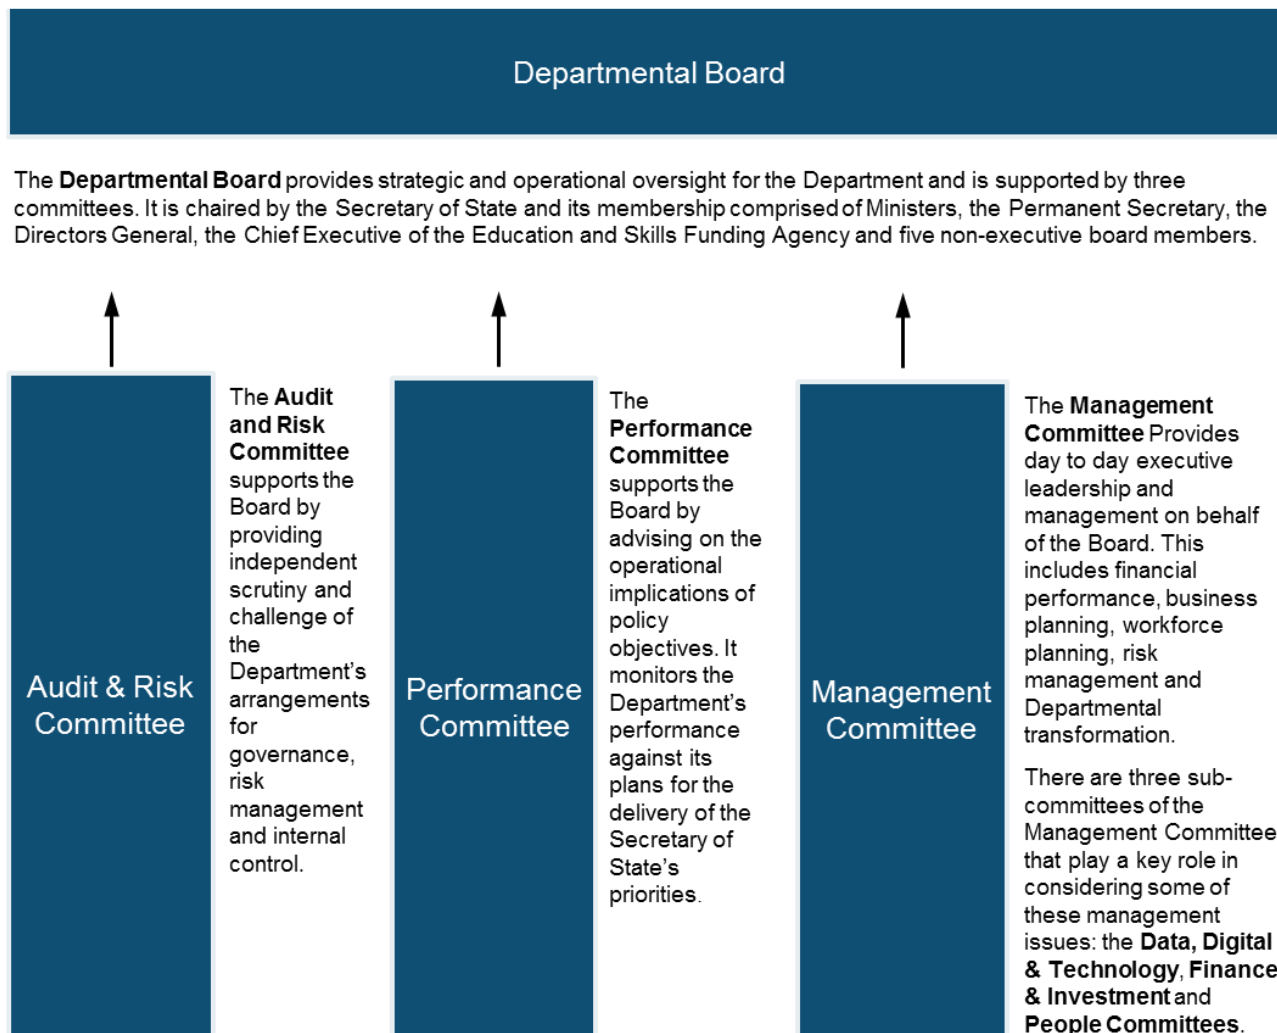 Departmental Board
The Departmental Board provides strategic and operational oversight for the Department and is supported by three
committees. It is chaired by the Secretary of State and its membership comprised of Ministers, the Permanent Secretary, the
Directors General, the Chief Executive of the Education and Skills Funding Agency and five non-executive board members.
Audit & Risk
Committee
The Audit
and Risk
Committee
supports the
Board by
providing
independent
scrutiny and
challenge of
the
Department’s
arrangements
for
governance,
risk
management
and internal
control.
Performance
Committee
The
Performance
Committee
supports the
Board by
advising on the
operational
implications of
policy
objectives. It
monitors the
Department’s
performance
against its
plans for the
delivery of the
Secretary of
State’s
priorities.
Management
Committee
The Management
Committee Provides
day to day executive
leadership and
management on behalf
of the Board. This
includes financial
performance, business
planning, workforce
planning, risk
management and
Departmental
transformation.
There are three sub-
committees of the
Management Committee
that play a key role in
considering some of
these management
issues: the Data, Digital
& Technology, Finance
& Investment and
People Committees.